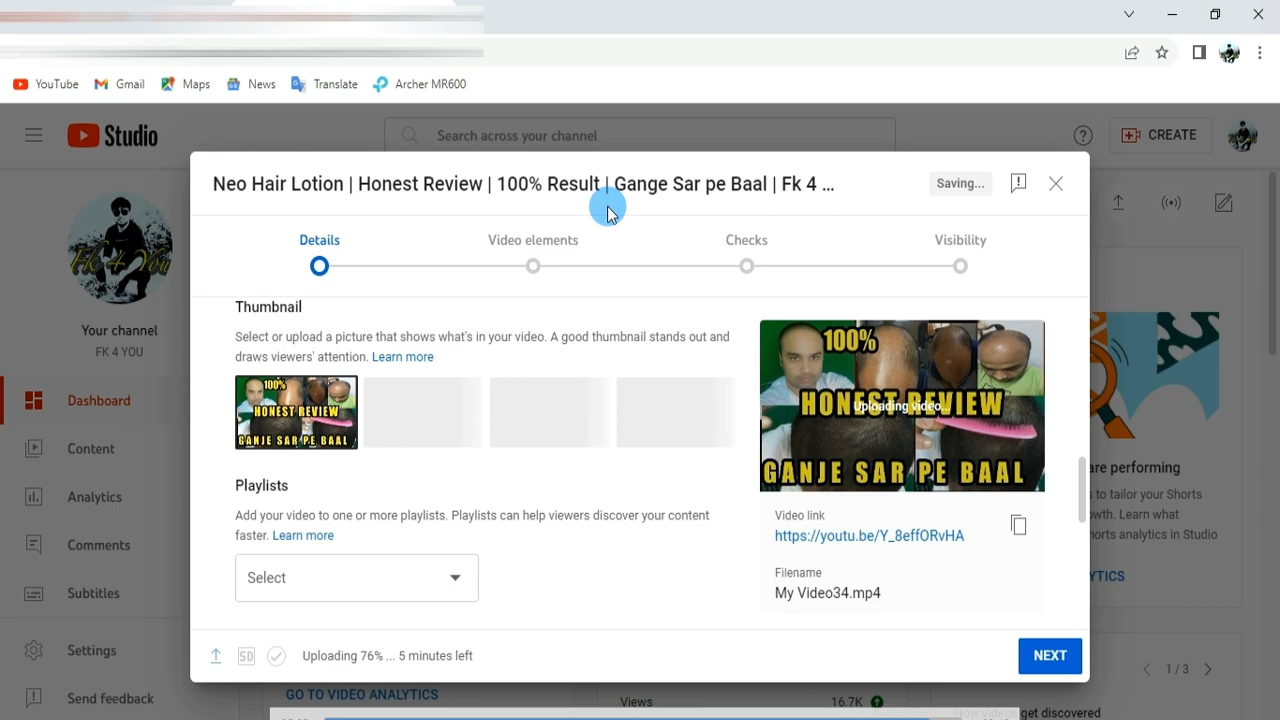 YouTube
Gmail
Maps
News
Translate
Archer MR600
Studio
Search across your channel
CREATE
Neo Hair Lotion | Honest Review | 100% Result | Gange Sar pe Baal | Fk 4 ...
Saving...
Details
Video elements
Checks
Visibility
Fk 4 You
Your channel
FK 4 YOU
Dashboard
Content
Analytics
Comments
Subtitles
Settings
Send feedback
Thumbnail
Select or upload a picture that shows what's in your video. A good thumbnail stands out and
draws viewers' attention. Learn more
100%
HONEST REVIEW
GANJE SAR PE BAAL
Playlists
Add your video to one or more playlists. Playlists can help viewers discover your content
faster. Learn more
Select
100%
HONEST REVIEW
Uploading video...
GANJE SAR PE BAAL
Video link
https://youtu.be/Y_8effORvHA
Filename
My Video34.mp4
SD
Uploading 76% ... 5 minutes left
NEXT
are performing
s to tailor your Shorts
wth. Learn what
horts analytics in Studio
YTICS
1 / 3
GO TO VIDEO ANALYTICS
Views
16.7K
How videos get discovered